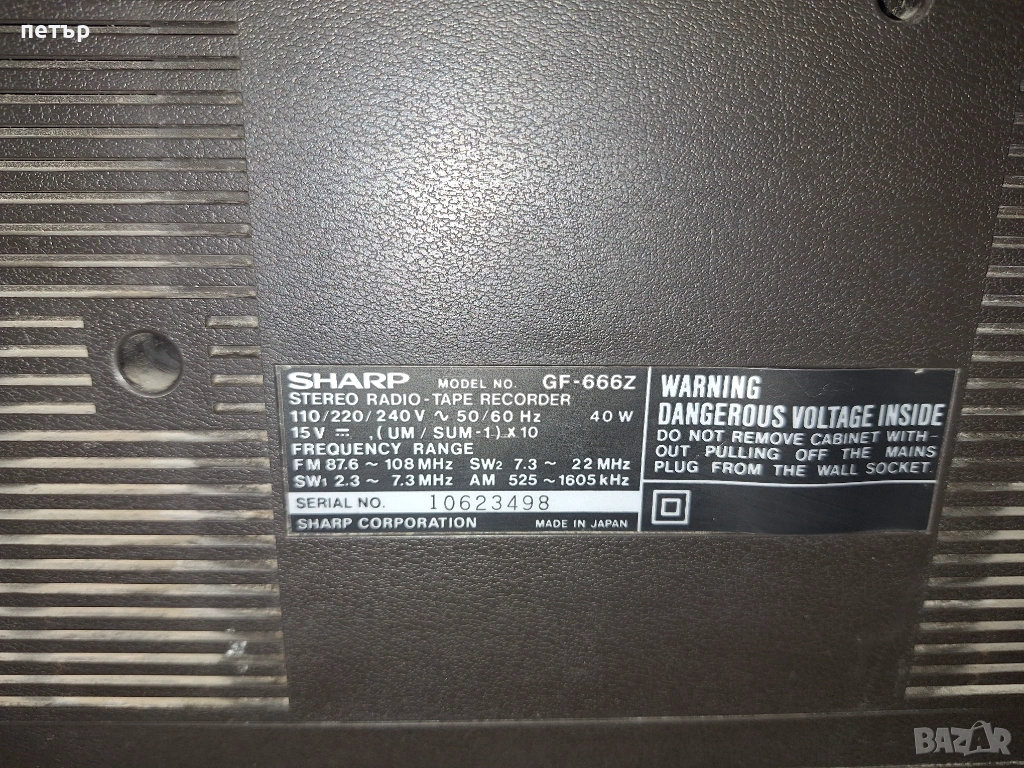 петър
SHARP MODEL NO. GF-666Z
STEREO RADIO-TAPE RECORDER
110/220/240V ~ 50/60 Hz 40W
15V ⎓ (UM/SUM-1) X 10
FREQUENCY RANGE
FM 87.6 ~ 108 MHz SW2 7.3 ~ 22 MHz
SW1 2.3 ~ 7.3 MHz AM 525 ~ 1605 kHz
SERIAL NO. 10623498
SHARP CORPORATION MADE IN JAPAN
WARNING
DANGEROUS VOLTAGE INSIDE
DO NOT REMOVE CABINET WITH-
OUT PULLING OFF THE MAINS
PLUG FROM THE WALL SOCKET.
BAZAR